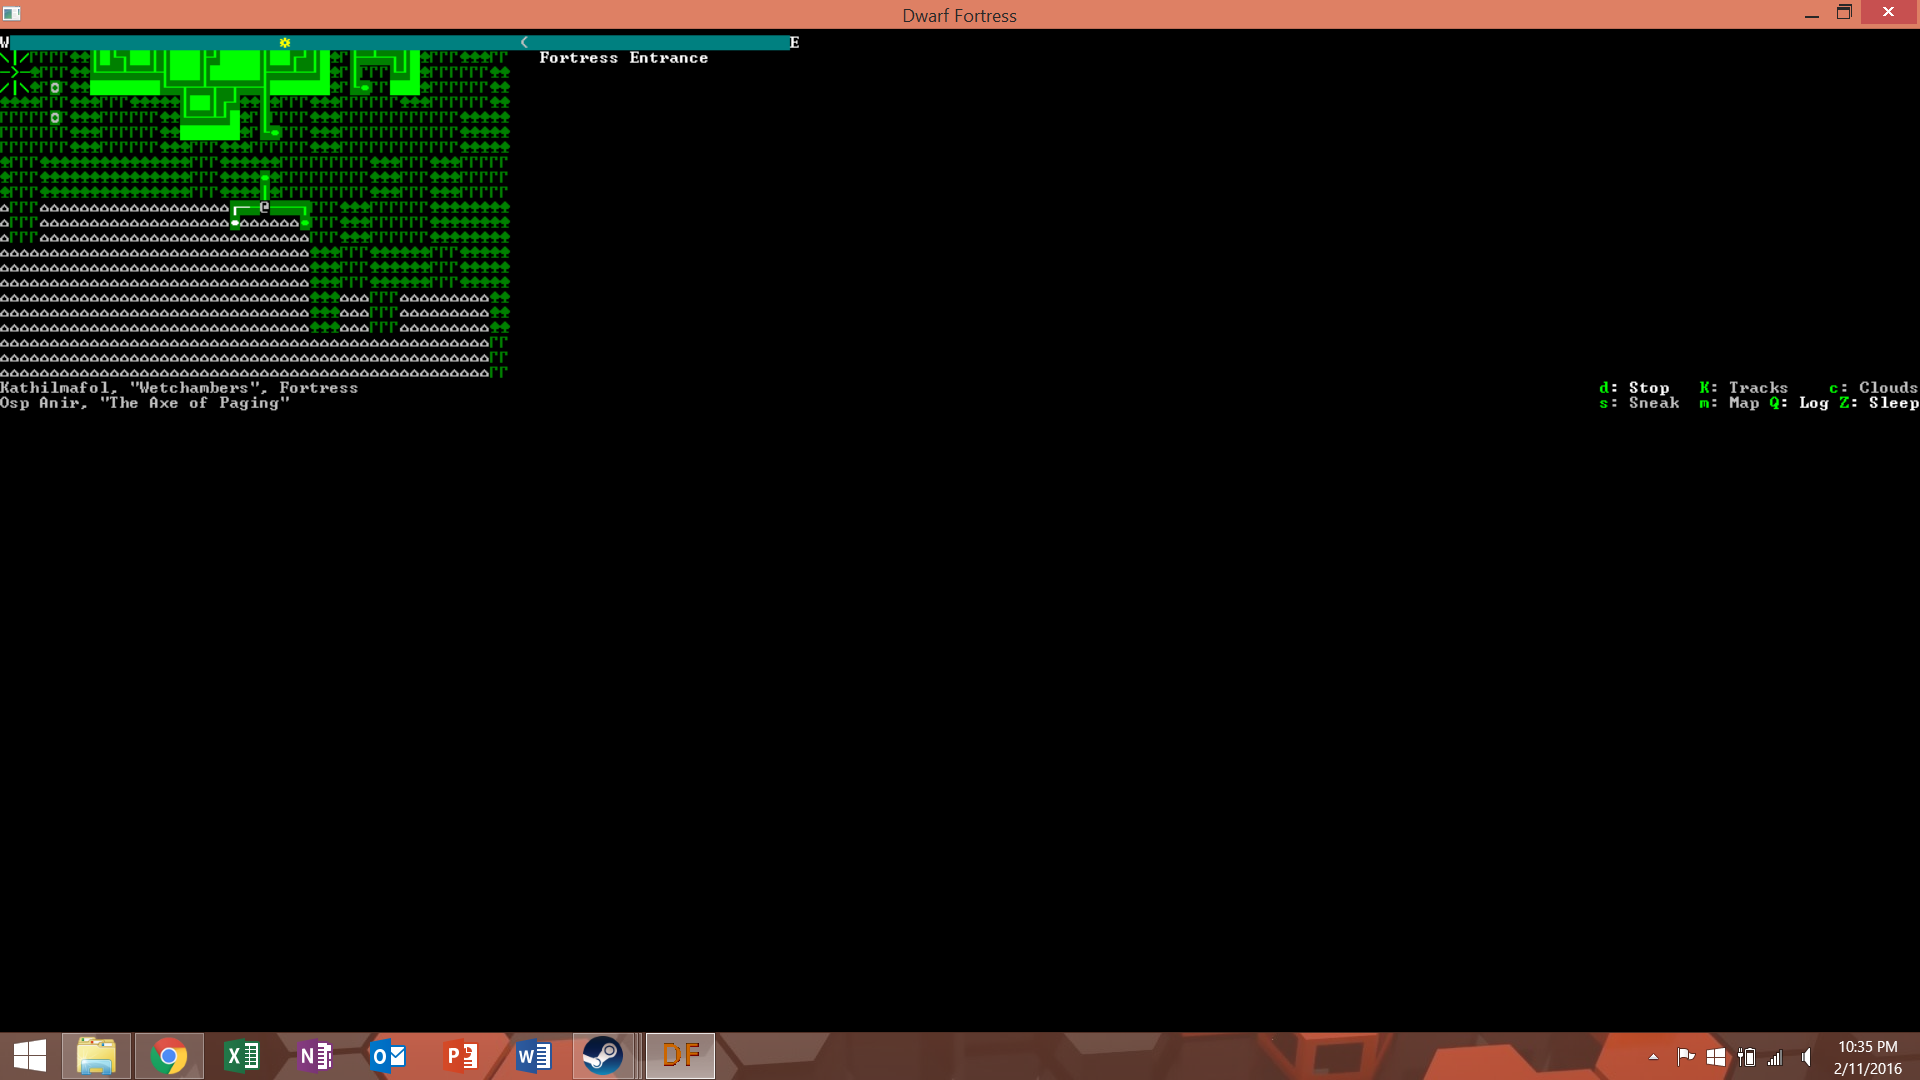 Dwarf Fortress
W E
Fortress Entrance
Kathilmafol, "Wetchambers", Fortress
Osp Anir, "The Axe of Paging"
d: Stop K: Tracks c: Clouds
s: Sneak m: Map Q: Log Z: Sleep
DF
10:35 PM
2/11/2016